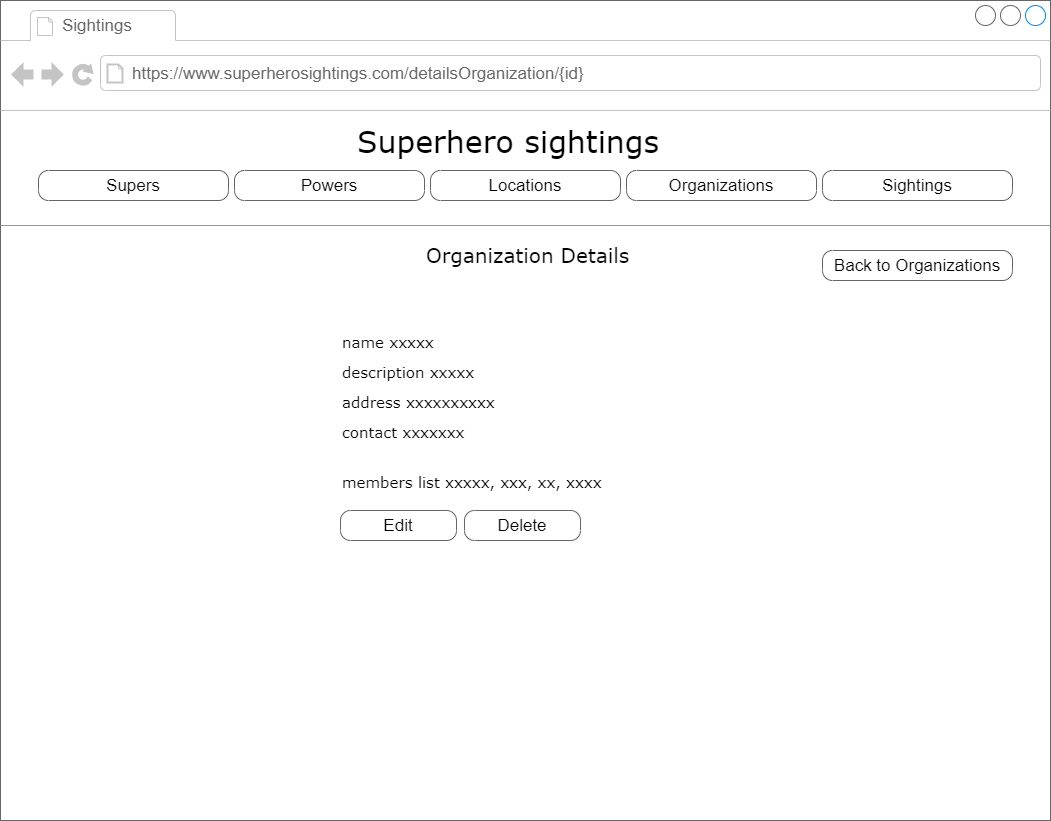 Sightings
https://www.superherosightings.com/detailsOrganization/{id}
Superhero sightings
Supers Powers Locations Organizations Sightings
Organization Details
Back to Organizations
name xxxxx
description xxxxx
address xxxxxxxxxx
contact xxxxxxx
members list xxxxx, xxx, xx, xxxx
Edit Delete